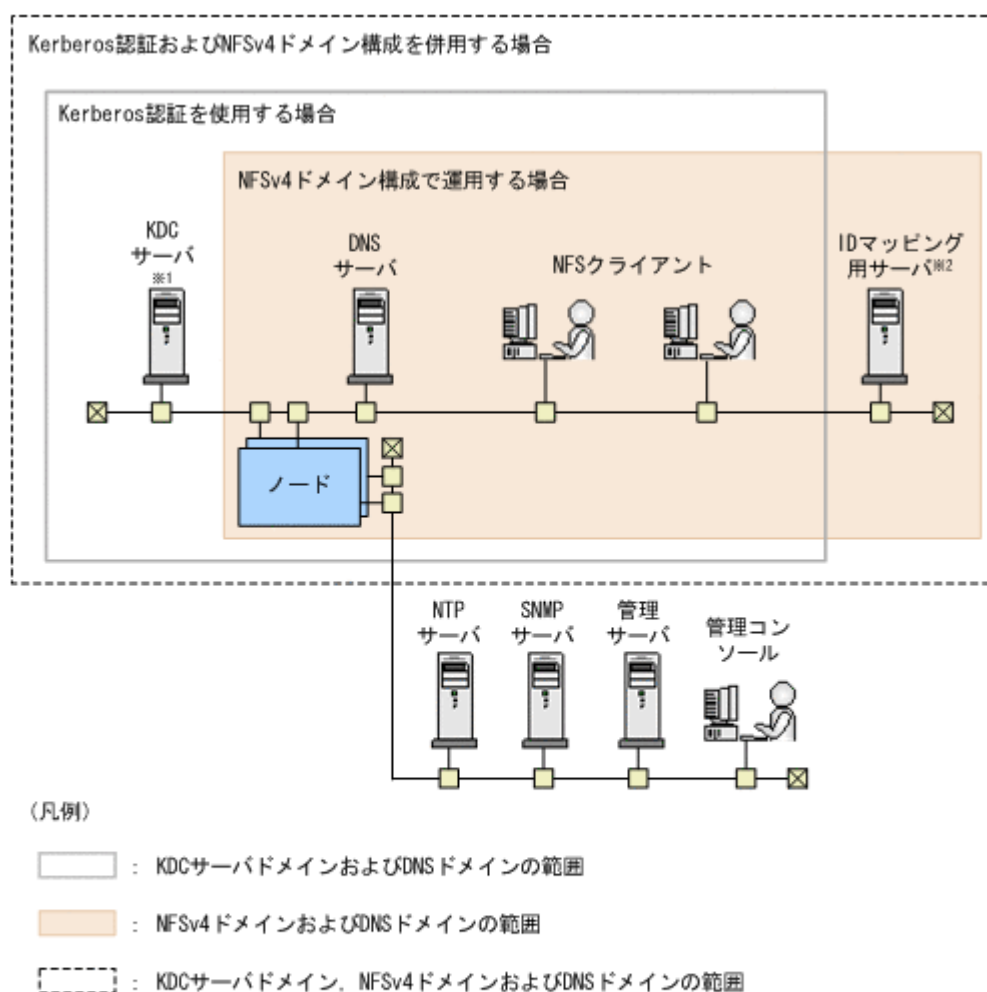 Kerberos認証およびNFSv4ドメイン構成を併用する場合
Kerberos認証を使用する場合
NFSv4ドメイン構成で運用する場合
KDC
サーバ
※1
DNS
サーバ
NFSクライアント
IDマッピング
用サーバ※2
ノード
NTP
サーバ
SNMP
サーバ
管理
サーバ
管理コン
ソール
(凡例)
： KDCサーバドメインおよびDNSドメインの範囲
： NFSv4ドメインおよびDNSドメインの範囲
： KDCサーバドメイン，NFSv4ドメインおよびDNSドメインの範囲